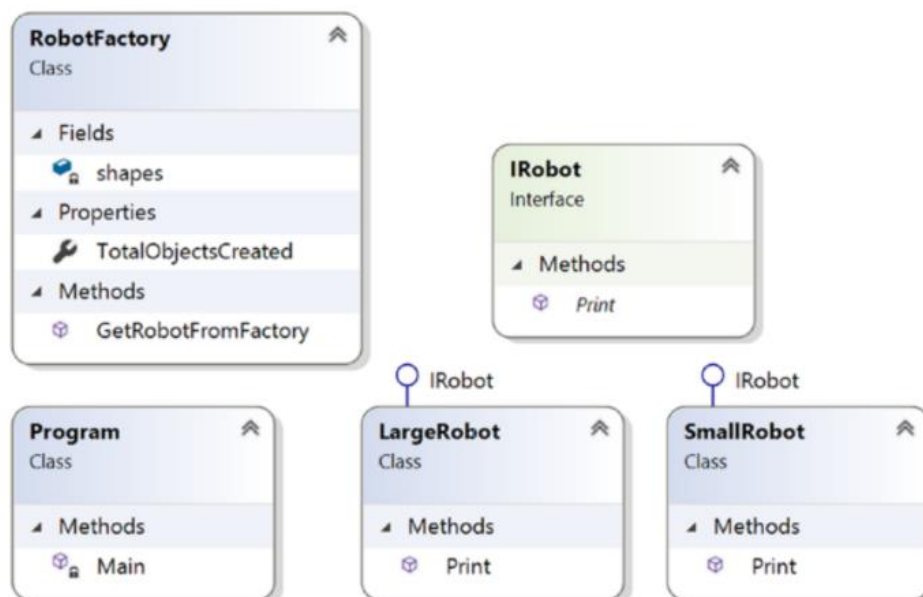 RobotFactory
Class
Fields
shapes
Properties
TotalObjectsCreated
Methods
GetRobotFromFactory
IRobot
Interface
Methods
Print
Program
Class
Methods
Main
IRobot
LargeRobot
Class
Methods
Print
IRobot
SmallRobot
Class
Methods
Print